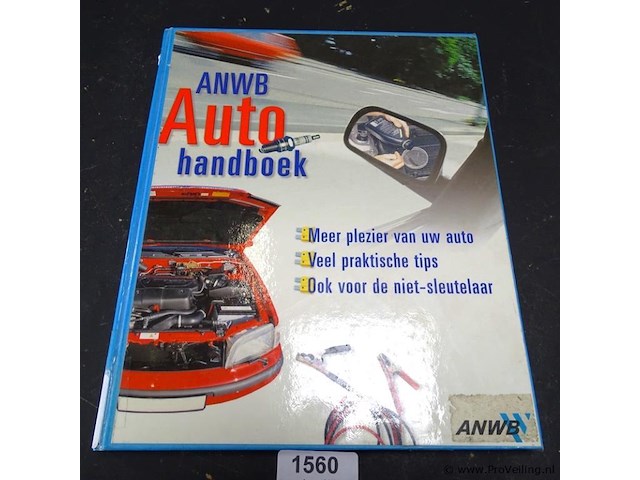 ANWB
Auto
handboek
Meer plezier van uw auto
Veel praktische tips
Ook voor de niet-sleutelaar
ANWB
1560
© www.ProVeiling.nl